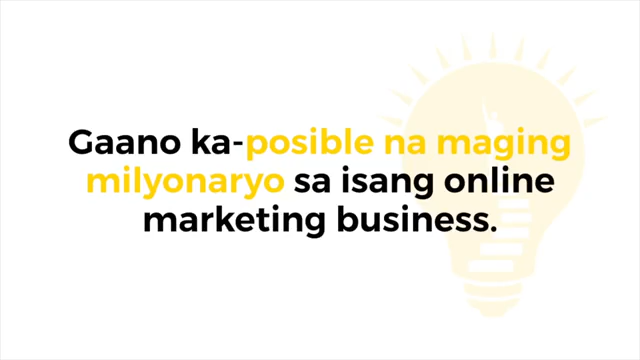 Gaano ka-posible na maging
milyonaryo sa isang online
marketing business.